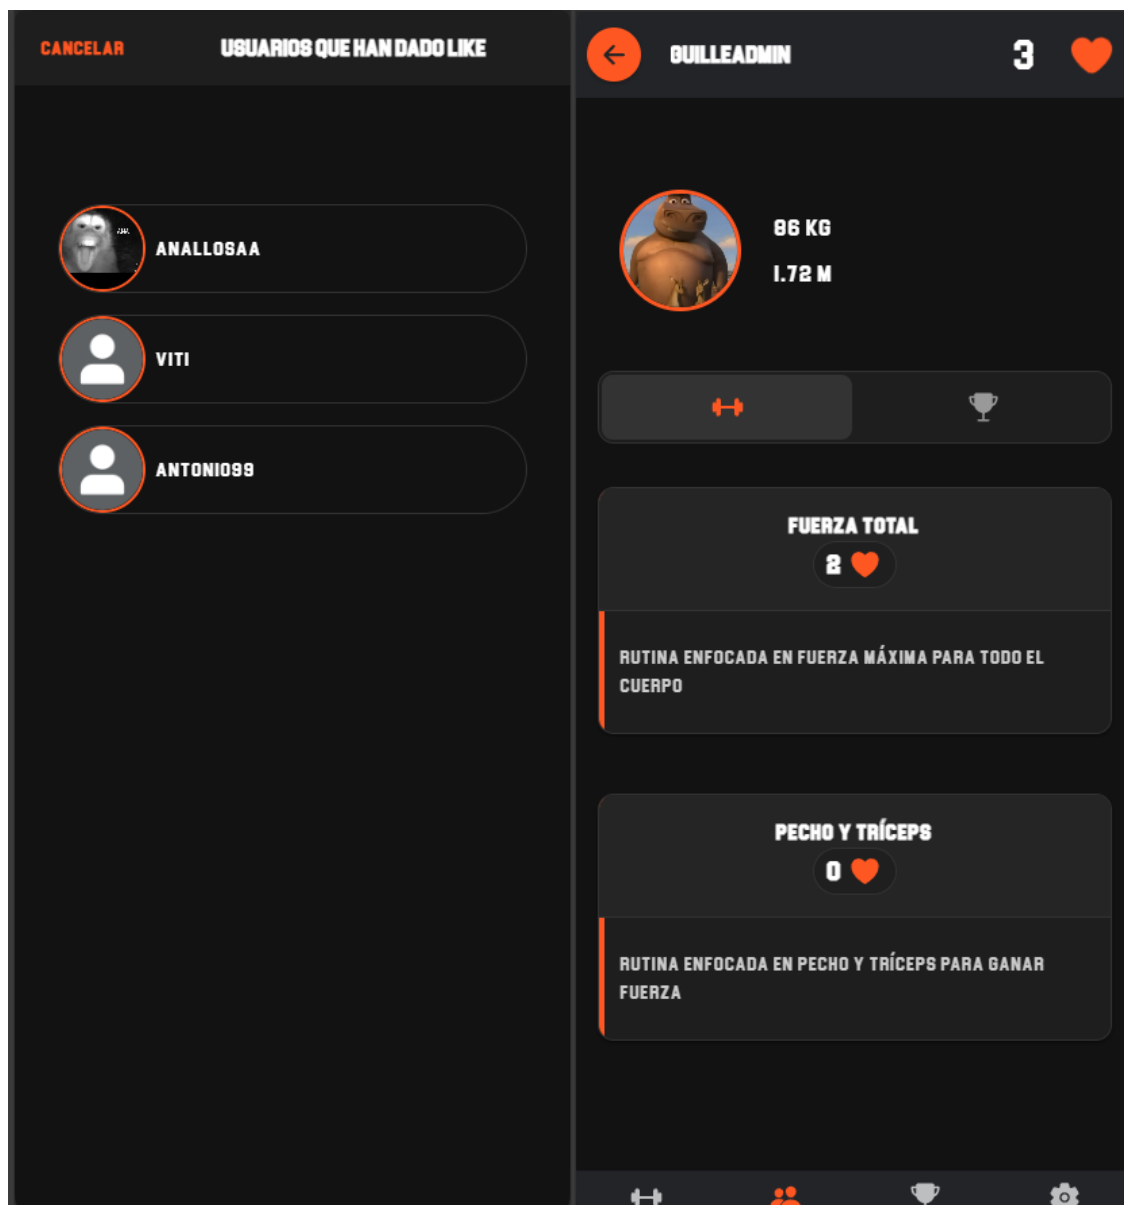 CANCELAR
USUARIOS QUE HAN DADO LIKE
ANALLOSAA
VITI
ANTONIO99
GUILLEADMIN
3
86 KG
1.72 M
FUERZA TOTAL
2
RUTINA ENFOCADA EN FUERZA MÁXIMA PARA TODO EL
CUERPO
PECHO Y TRÍCEPS
0
RUTINA ENFOCADA EN PECHO Y TRÍCEPS PARA GANAR
FUERZA